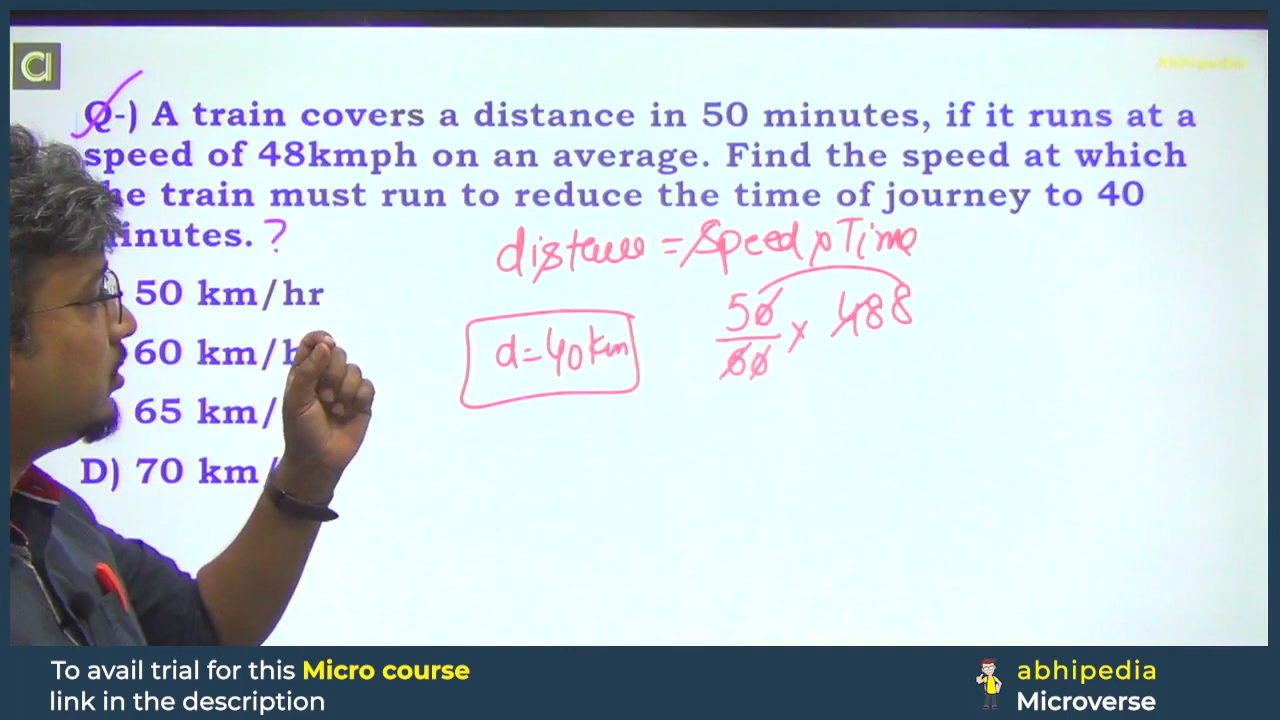 a
Abhipedia
Q-) A train covers a distance in 50 minutes, if it runs at a
speed of 48kmph on an average. Find the speed at which
the train must run to reduce the time of journey to 40
minutes. ?
distance = Speed × Time
50 km/hr
50/60 × 48 8
60 km/h
d = 40 km
65 km/
D) 70 km/
To avail trial for this Micro course
link in the description
abhipedia
Microverse